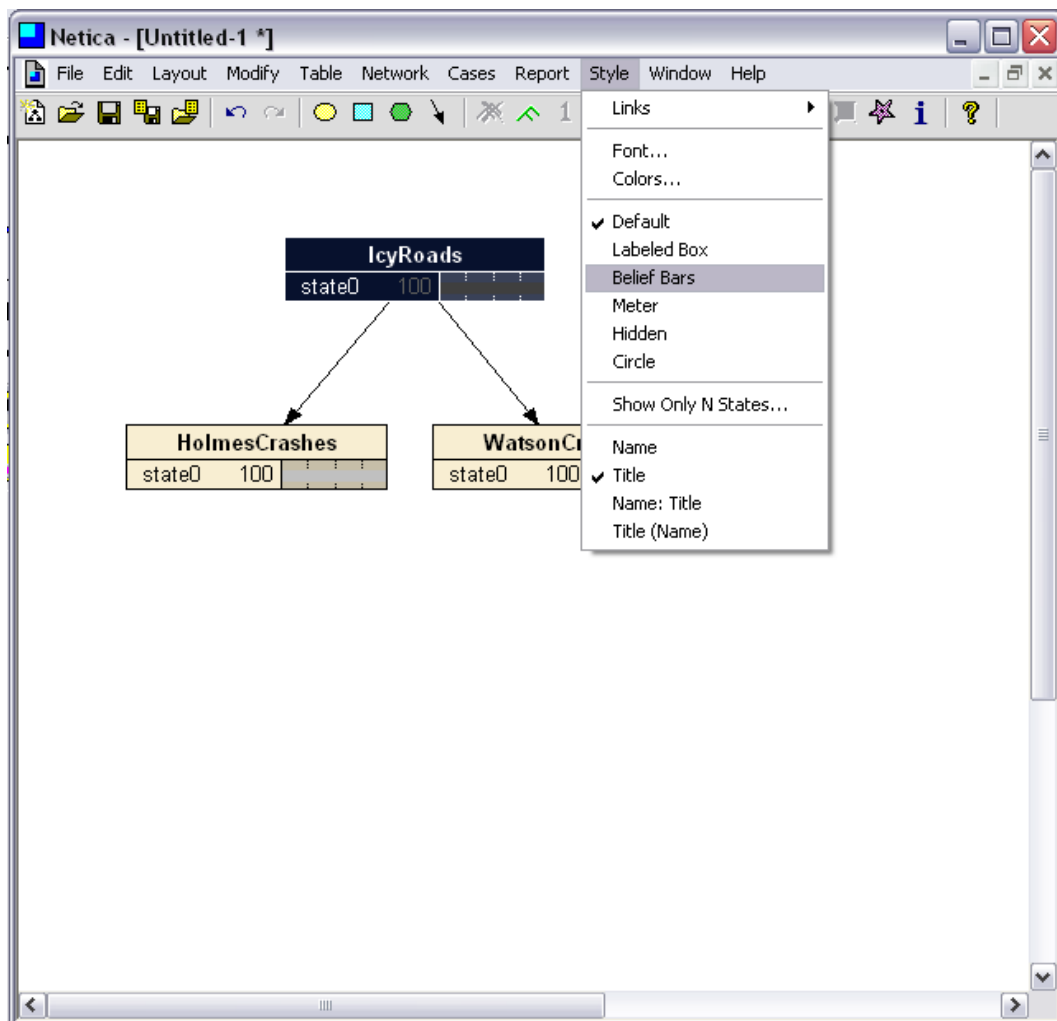 Netica - [Untitled-1 *]
File Edit Layout Modify Table Network Cases Report Style Window Help
1
Links
Font...
Colors...
Default
Labeled Box
Belief Bars
Meter
Hidden
Circle
Show Only N States...
Name
Title
Name: Title
Title (Name)
IcyRoads
state0 100
HolmesCrashes
state0 100
state0 100